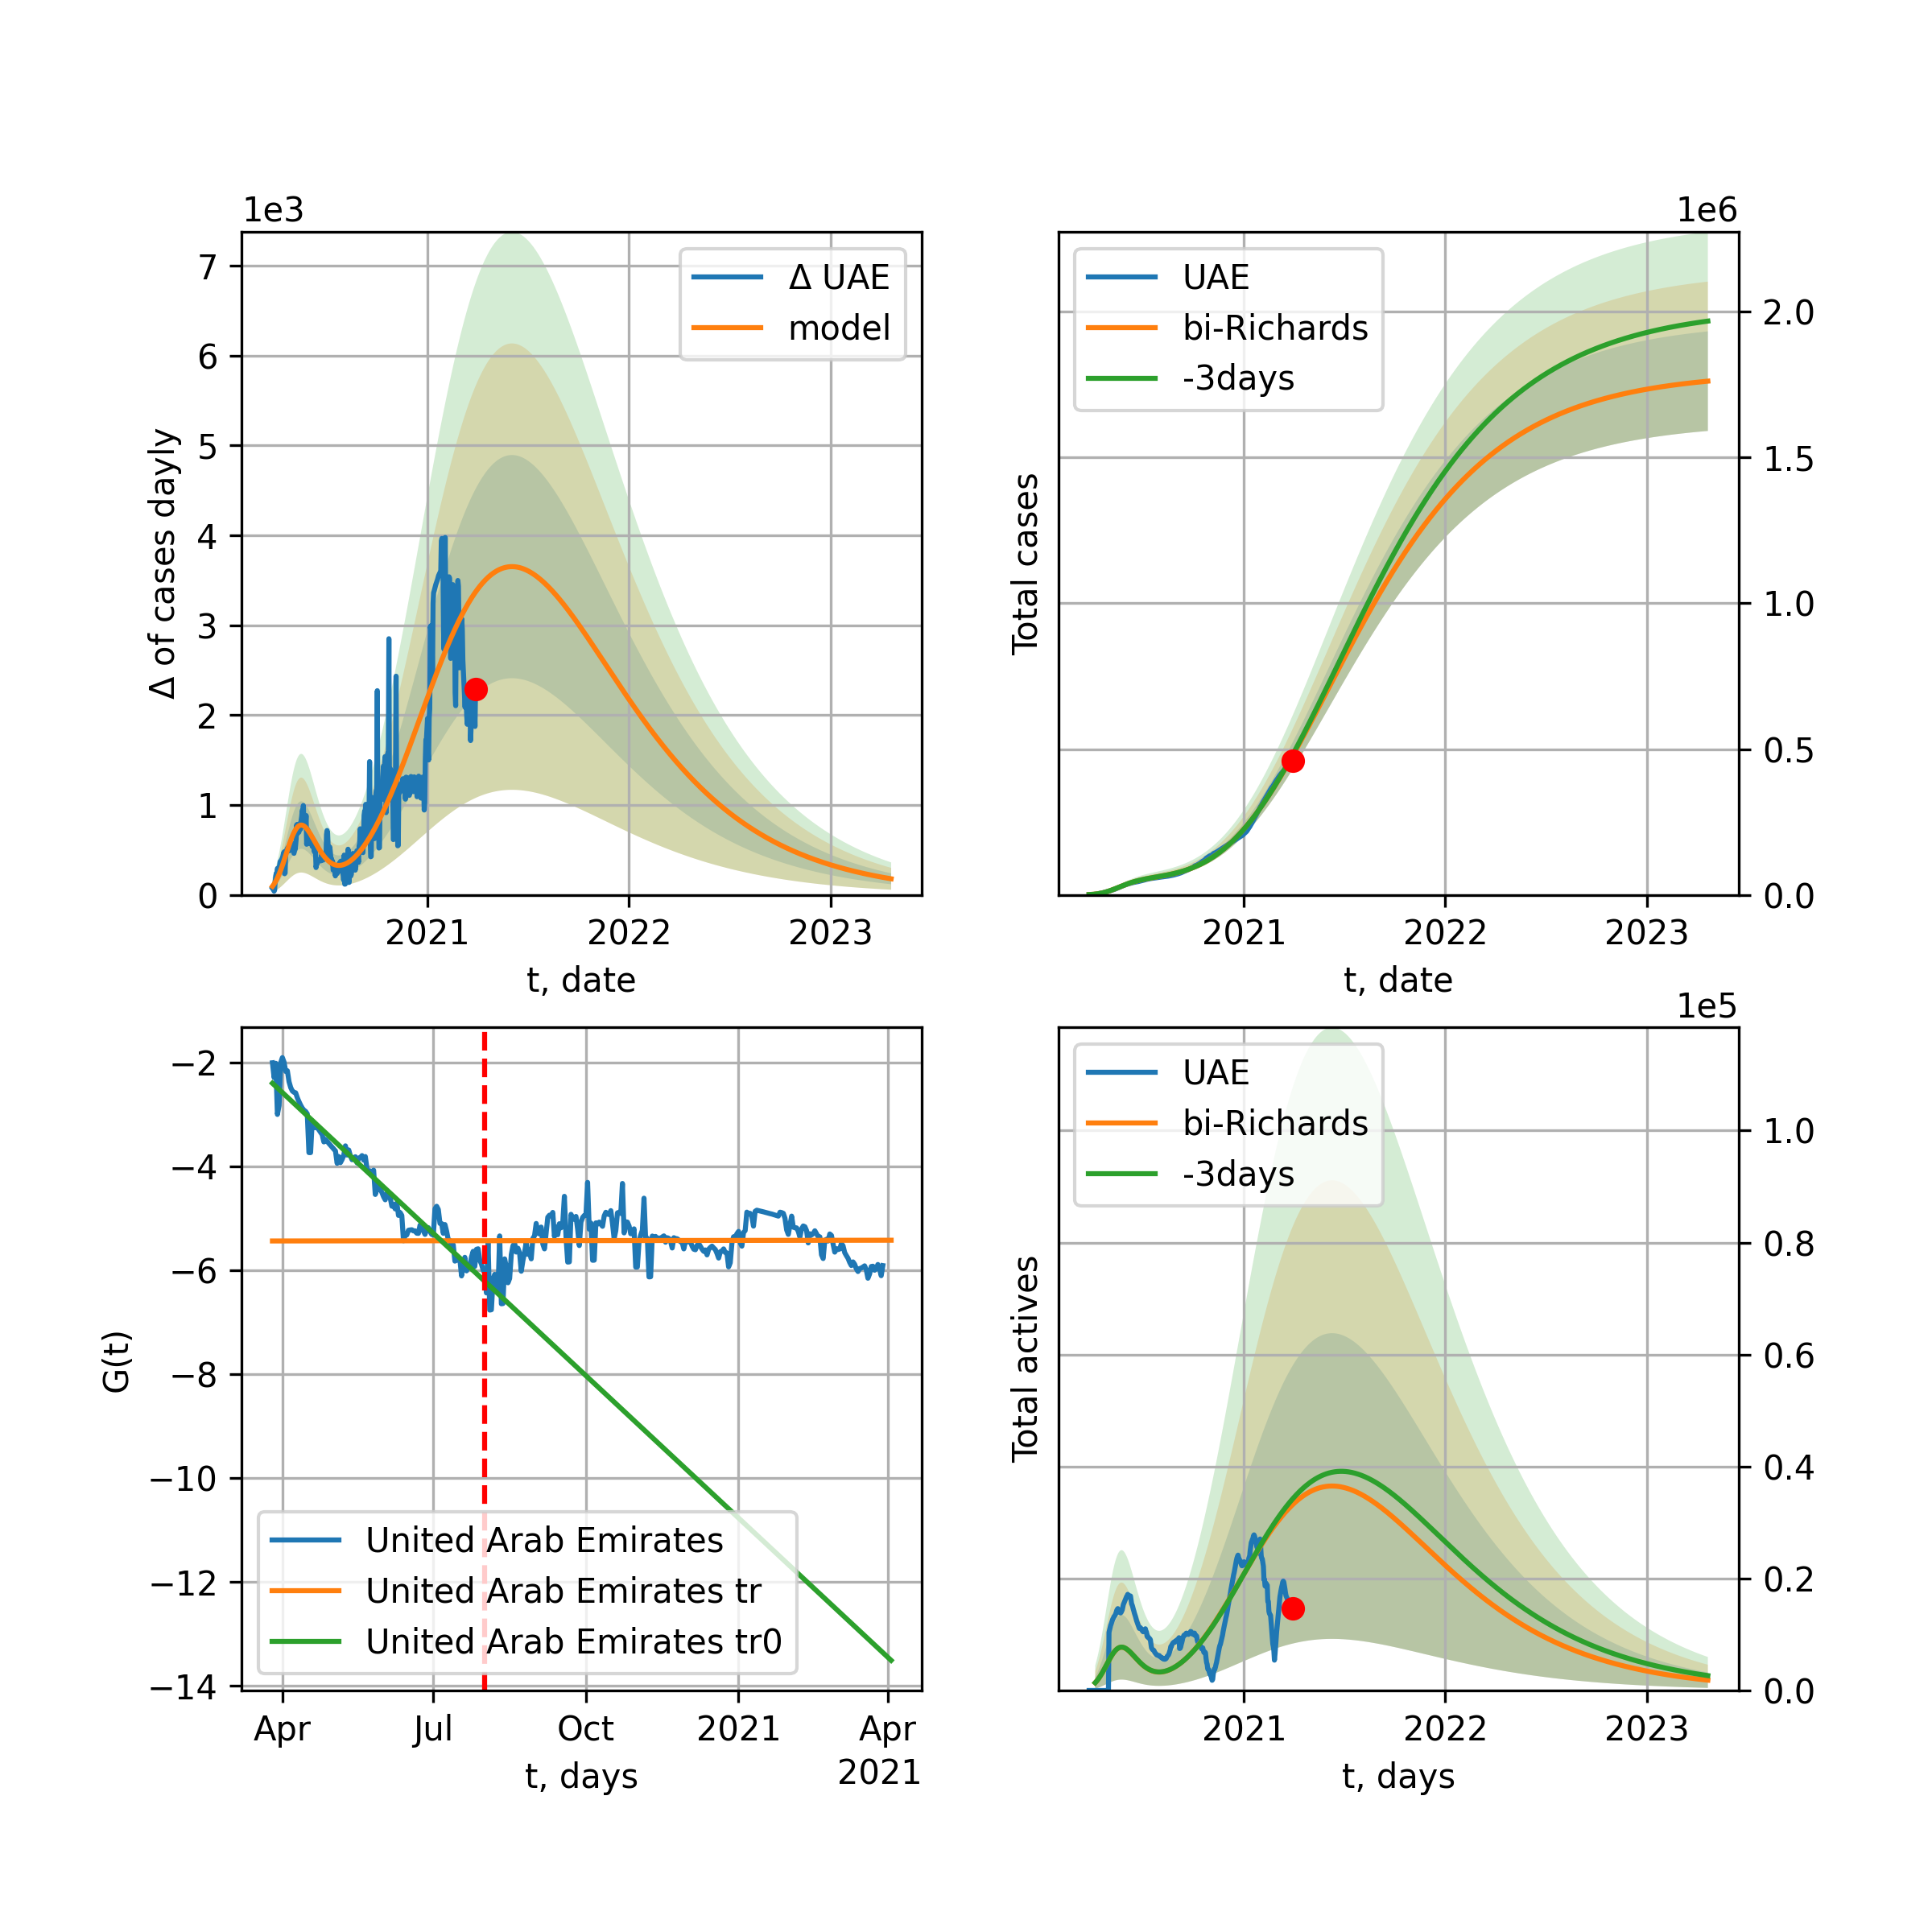 1e3
7
6
5
4
3
2
1
0
Δ of cases dayly
Δ UAE
model
2021
2022
2023
t, date
1e6
UAE
bi-Richards
-3days
Total cases
2.0
1.5
1.0
0.5
0.0
2021
2022
2023
t, date
−2
−4
−6
−8
−10
−12
−14
G(t)
United Arab Emirates
United Arab Emirates tr
United Arab Emirates tr0
Apr
Jul
Oct
2021
Apr
2021
t, days
1e5
UAE
bi-Richards
-3days
Total actives
1.0
0.8
0.6
0.4
0.2
0.0
2021
2022
2023
t, days